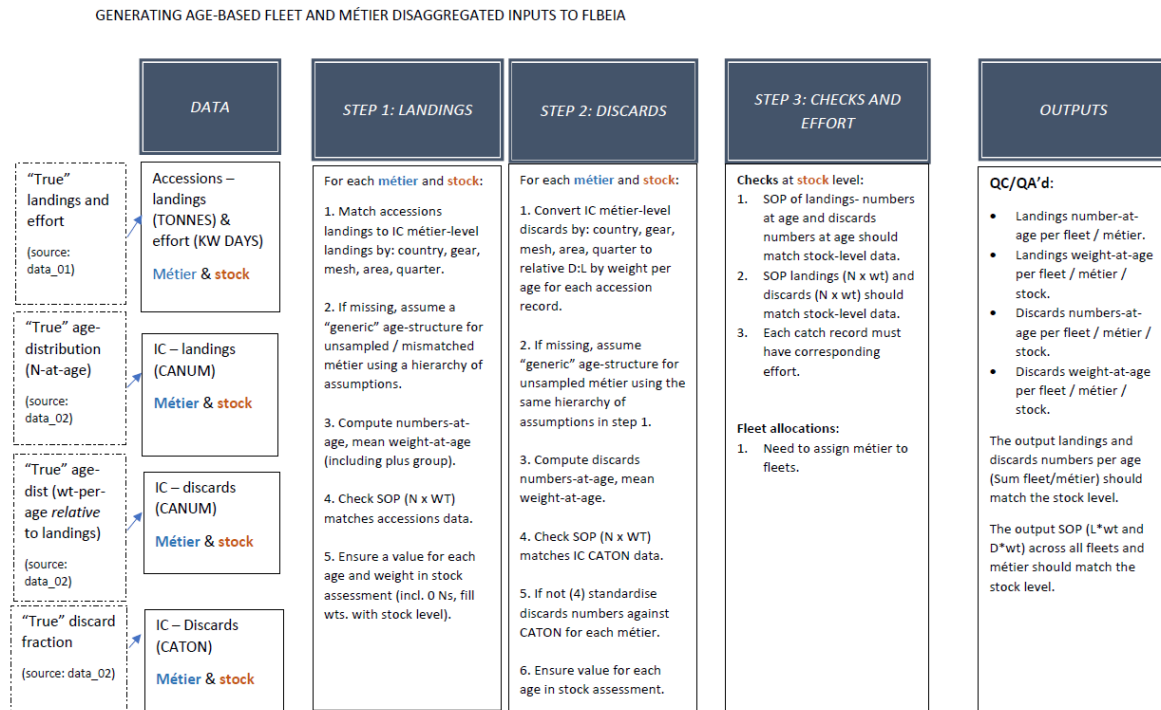 GENERATING AGE-BASED FLEET AND MÉTIER DISAGGREGATED INPUTS TO FLBEIA
DATA
STEP 1: LANDINGS
STEP 2: DISCARDS
STEP 3: CHECKS AND
EFFORT
OUTPUTS
"True"
landings and
effort
(source:
data_01)
"True" age-
distribution
(N-at-age)
(source:
data_02)
"True" age-
dist (wt-per-
age relative
to landings)
(source:
data_02)
"True" discard
fraction
(source: data_02)
Accessions –
landings
(TONNES) &
effort (KW DAYS)
Métier & stock
IC – landings
(CANUM)
Métier & stock
IC – discards
(CANUM)
Métier & stock
IC – Discards
(CATON)
Métier & stock
For each métier and stock:
1. Match accessions
landings to IC métier-level
landings by: country, gear,
mesh, area, quarter.
2. If missing, assume a
"generic" age-structure for
unsampled / mismatched
métier using a hierarchy of
assumptions.
3. Compute numbers-at-
age, mean weight-at-age
(including plus group).
4. Check SOP (N x WT)
matches accessions data.
5. Ensure a value for each
age and weight in stock
assessment (incl. 0 Ns, fill
wts. with stock level).
For each métier and stock:
1. Convert IC métier-level
discards by: country, gear,
mesh, area, quarter to
relative D:L by weight per
age for each accession
record.
2. If missing, assume
"generic" age-structure for
unsampled métier using the
same hierarchy of
assumptions in step 1.
3. Compute discards
numbers-at-age, mean
weight-at-age.
4. Check SOP (N x WT)
matches IC CATON data.
5. If not (4) standardise
discards numbers against
CATON for each métier.
6. Ensure value for each
age in stock assessment.
Checks at stock level:
1. SOP of landings- numbers
at age and discards
numbers at age should
match stock-level data.
2. SOP landings (N x wt) and
discards (N x wt) should
match stock-level data.
3. Each catch record must
have corresponding
effort.
Fleet allocations:
1. Need to assign métier to
fleets.
QC/QA'd:
• Landings number-at-
age per fleet / métier.
• Landings weight-at-age
per fleet / métier /
stock.
• Discards numbers-at-
age per fleet / métier /
stock.
• Discards weight-at-age
per fleet / métier /
stock.
The output landings and
discards numbers per age
(Sum fleet/métier) should
match the stock level.
The output SOP (L*wt and
D*wt) across all fleets and
métier should match the
stock level.